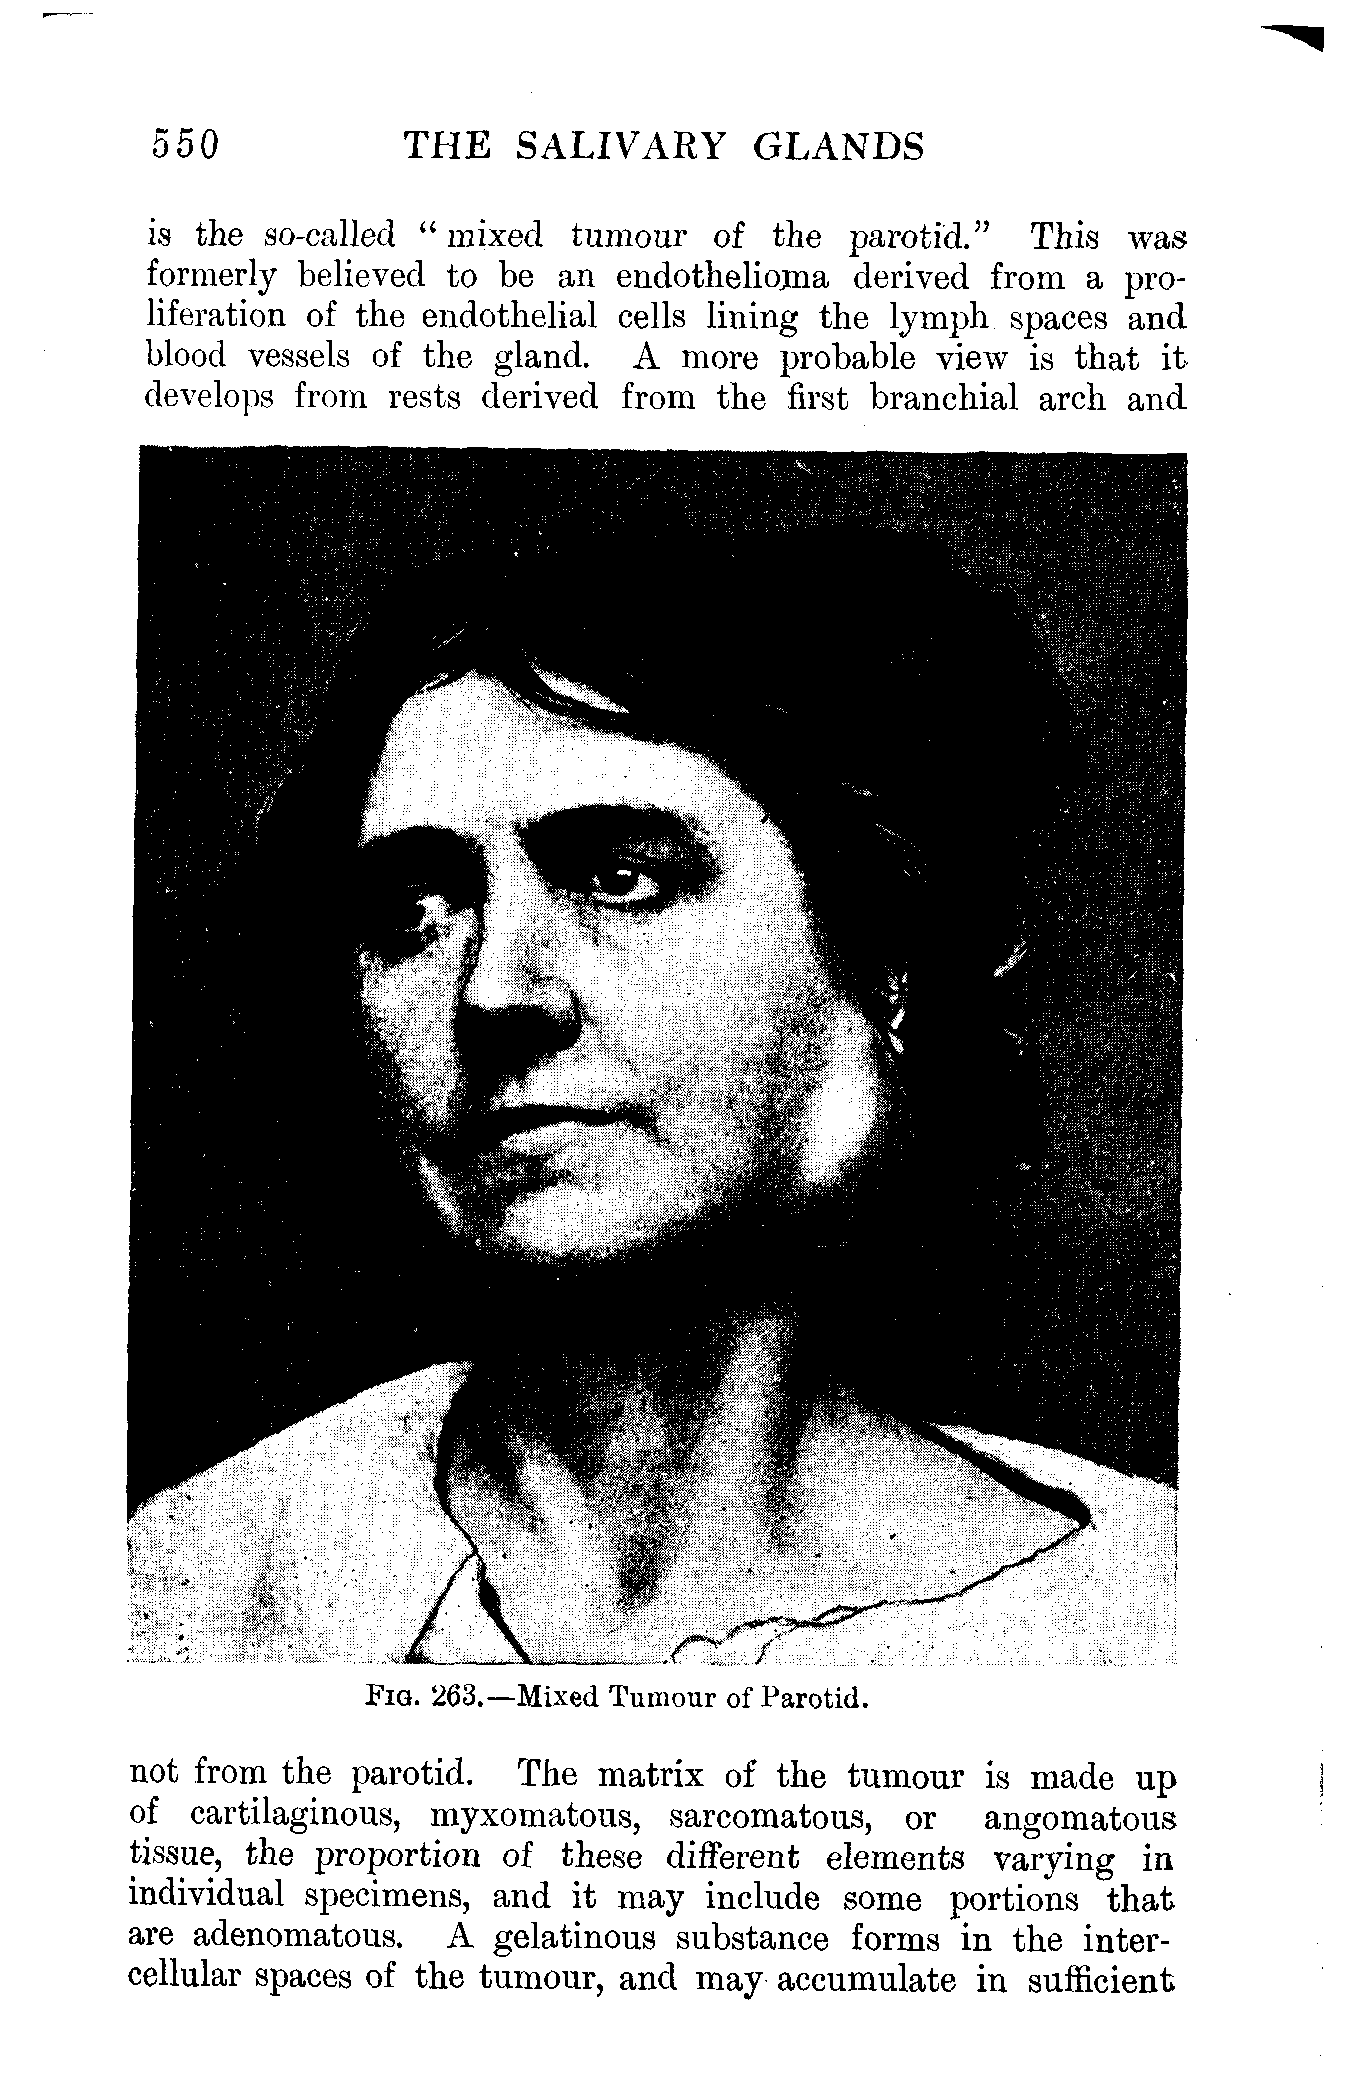 550 THE SALIVARY GLANDS
is the so-called “mixed tumour of the parotid.” This was
formerly believed to be an endothelioma derived from a pro-
liferation of the endothelial cells lining the lymph spaces and
blood vessels of the gland. A more probable view is that it
develops from rests derived from the first branchial arch and
FIG. 263.—Mixed Tumour of Parotid.
not from the parotid. The matrix of the tumour is made up
of cartilaginous, myxomatous, sarcomatous, or angomatous
tissue, the proportion of these different elements varying in
individual specimens, and it may include some portions that
are adenomatous. A gelatinous substance forms in the inter-
cellular spaces of the tumour, and may accumulate in sufficient